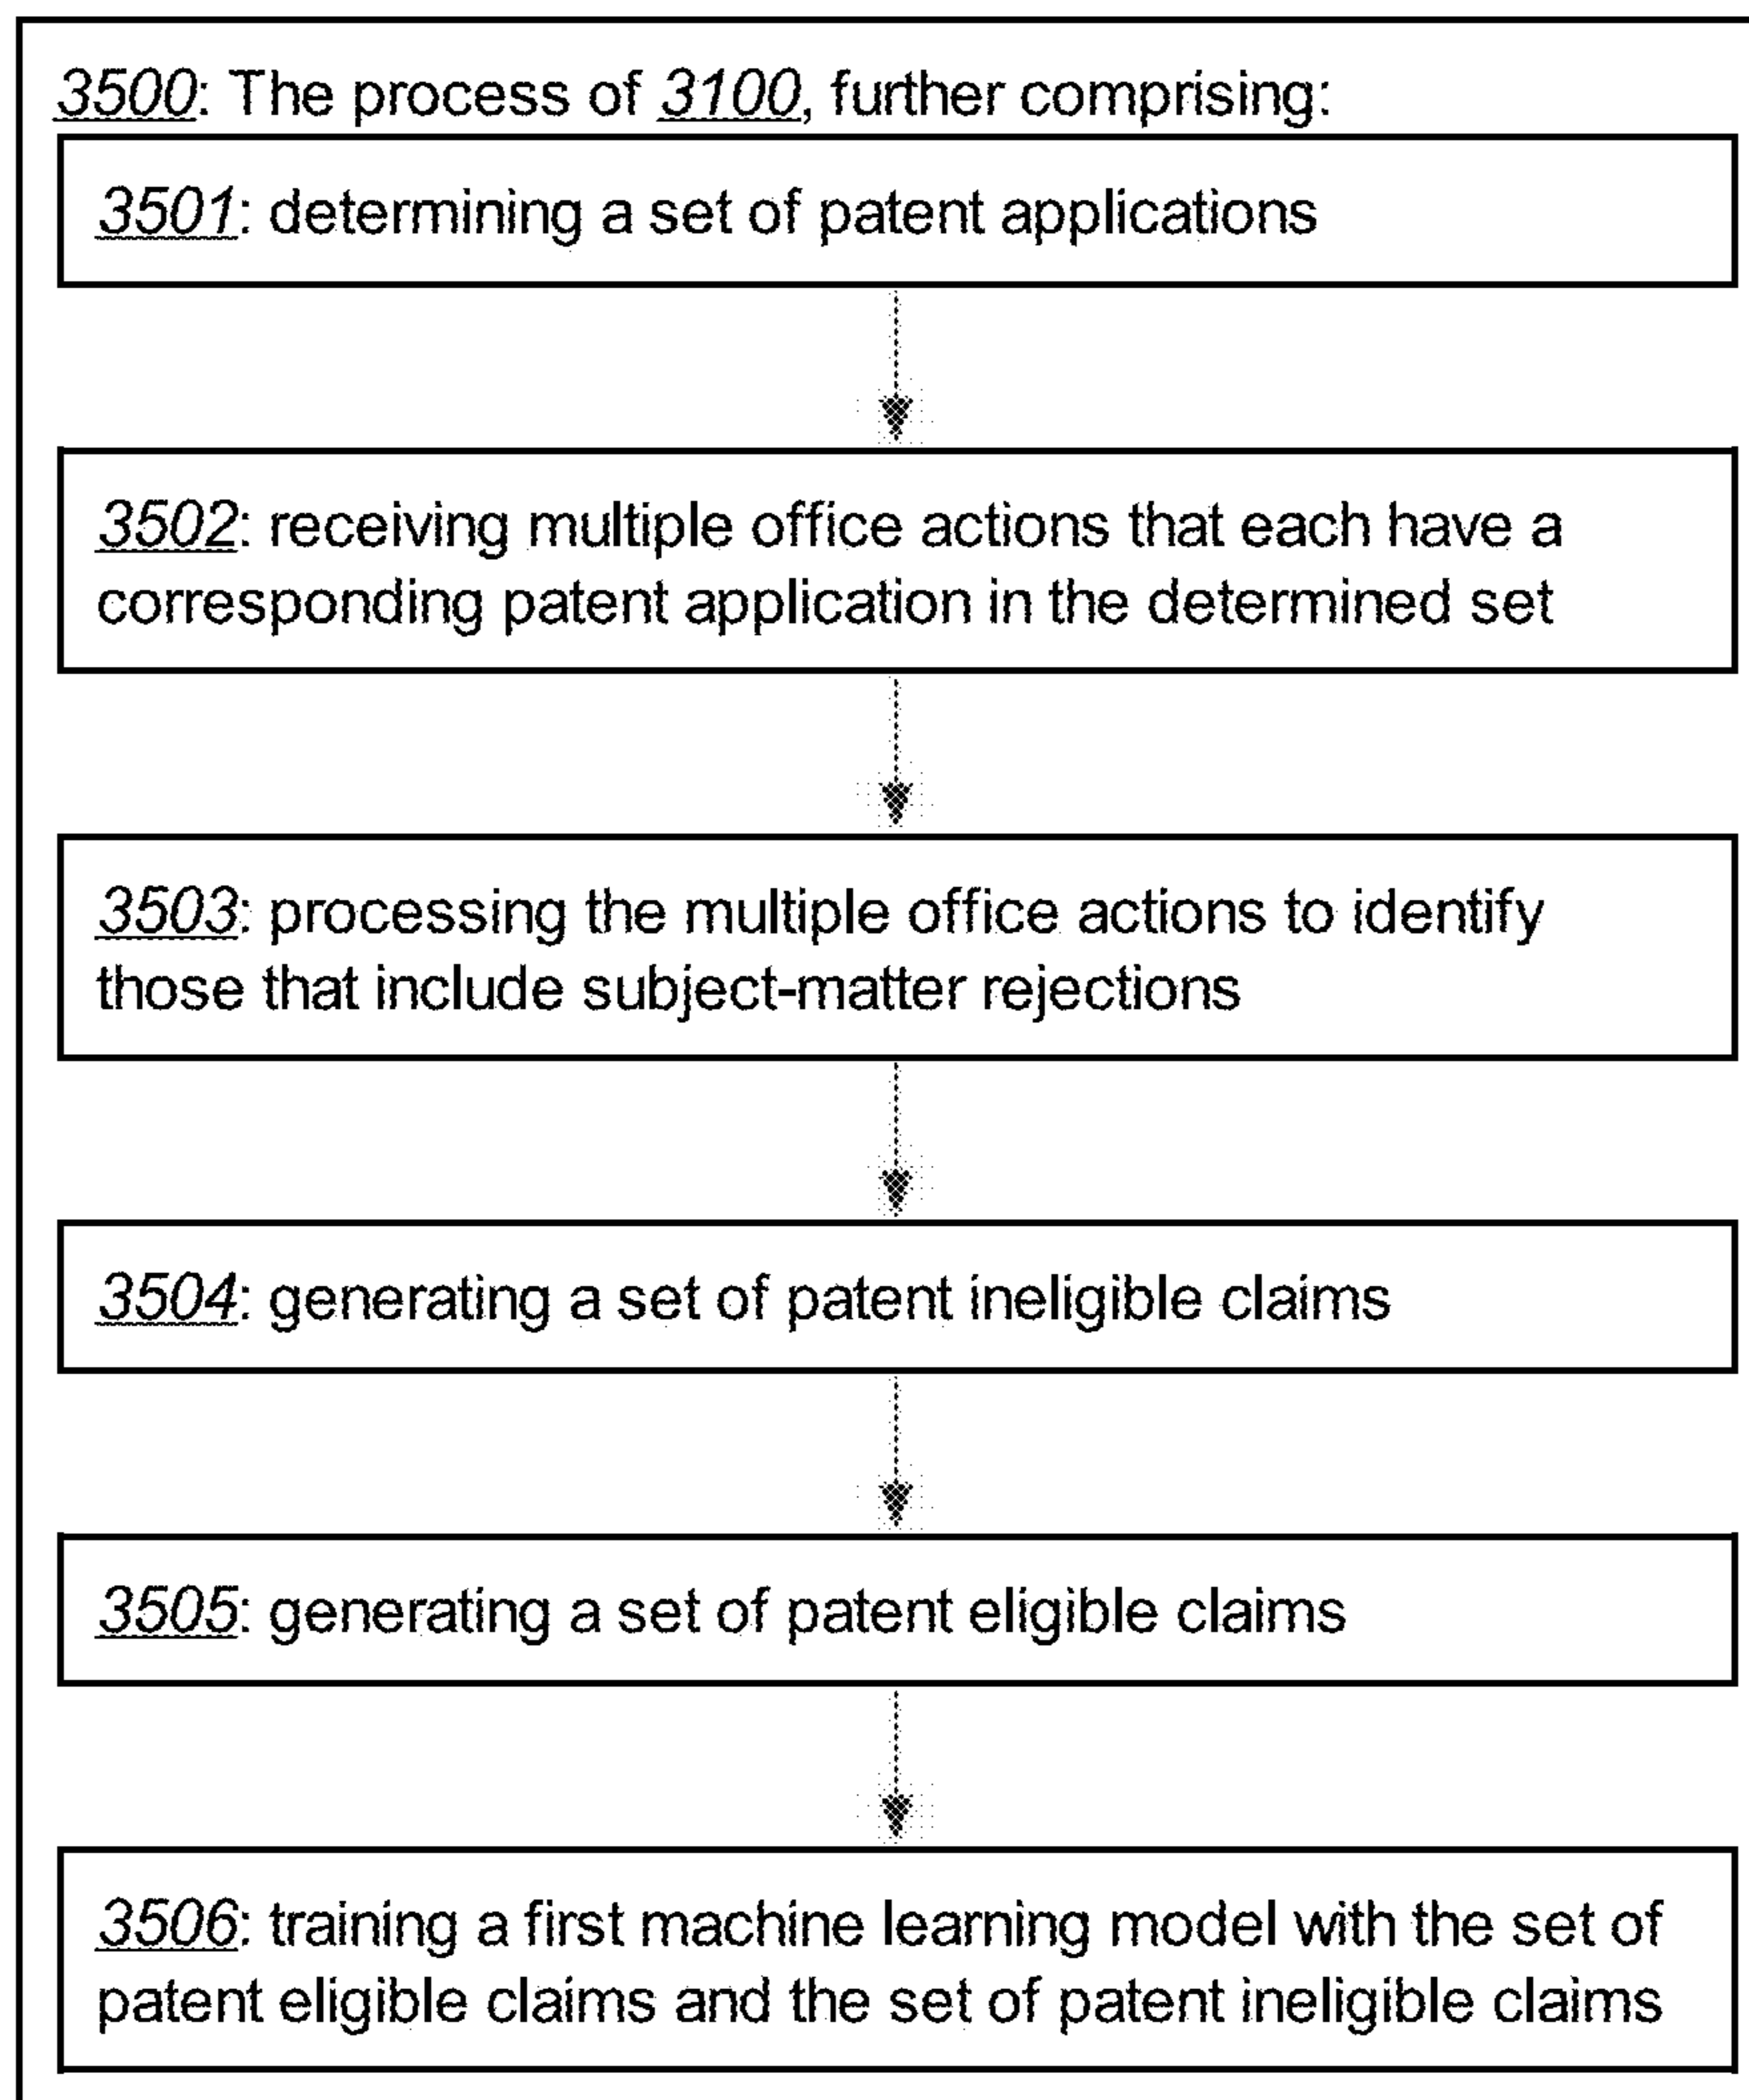 3500: The process of 3100, further comprising:
3501: determining a set of patent applications
3502: receiving multiple office actions that each have a
corresponding patent application in the determined set
3503: processing the multiple office actions to identify
those that include subject-matter rejections
3504: generating a set of patent ineligible claims
3505: generating a set of patent eligible claims
3506: training a first machine learning model with the set of
patent eligible claims and the set of patent ineligible claims